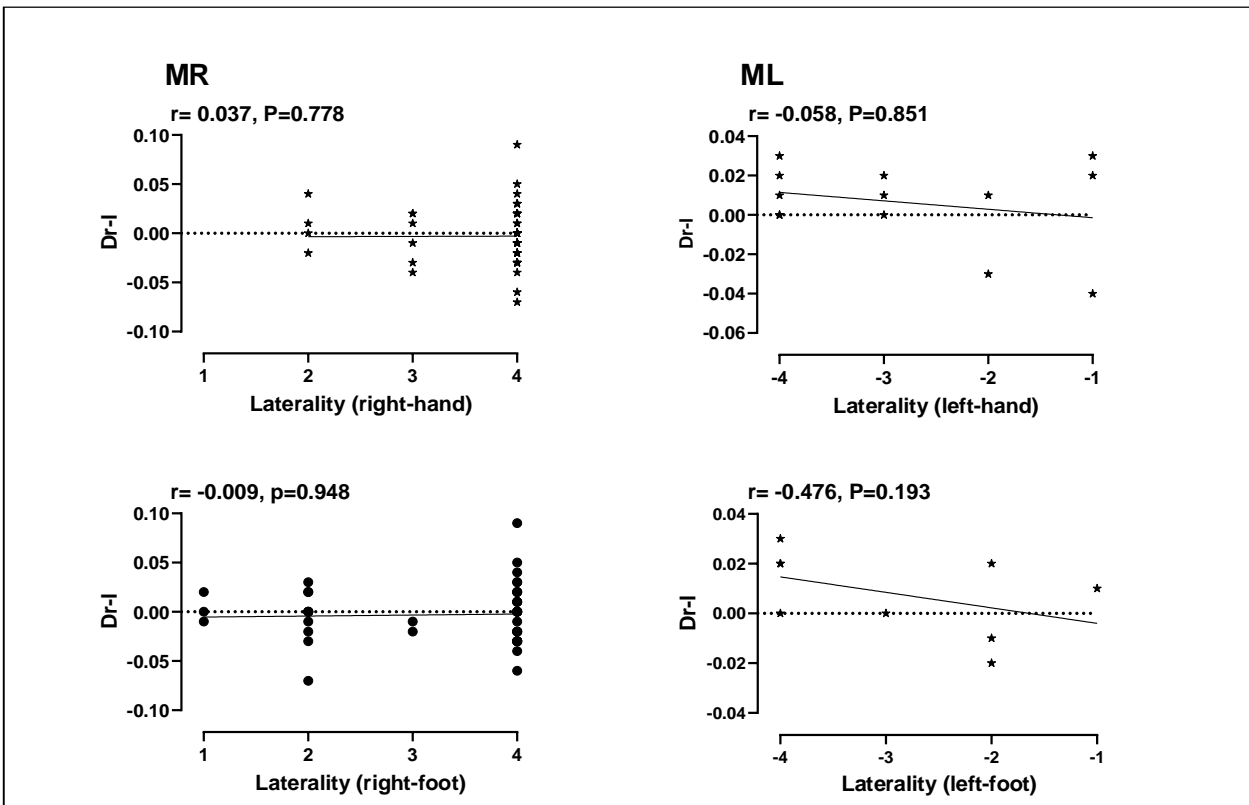 MR
r= 0.037, P=0.778
0.10
0.05
0.00
-0.05
-0.10
Dr-l
1 2 3 4
Laterality (right-hand)
ML
r= -0.058, P=0.851
0.04
0.02
0.00
-0.02
-0.04
-0.06
Dr-l
-4 -3 -2 -1
Laterality (left-hand)
r= -0.009, p=0.948
0.10
0.05
0.00
-0.05
-0.10
Dr-l
1 2 3 4
Laterality (right-foot)
r= -0.476, P=0.193
0.04
0.02
0.00
-0.02
-0.04
Dr-l
-4 -3 -2 -1
Laterality (left-foot)